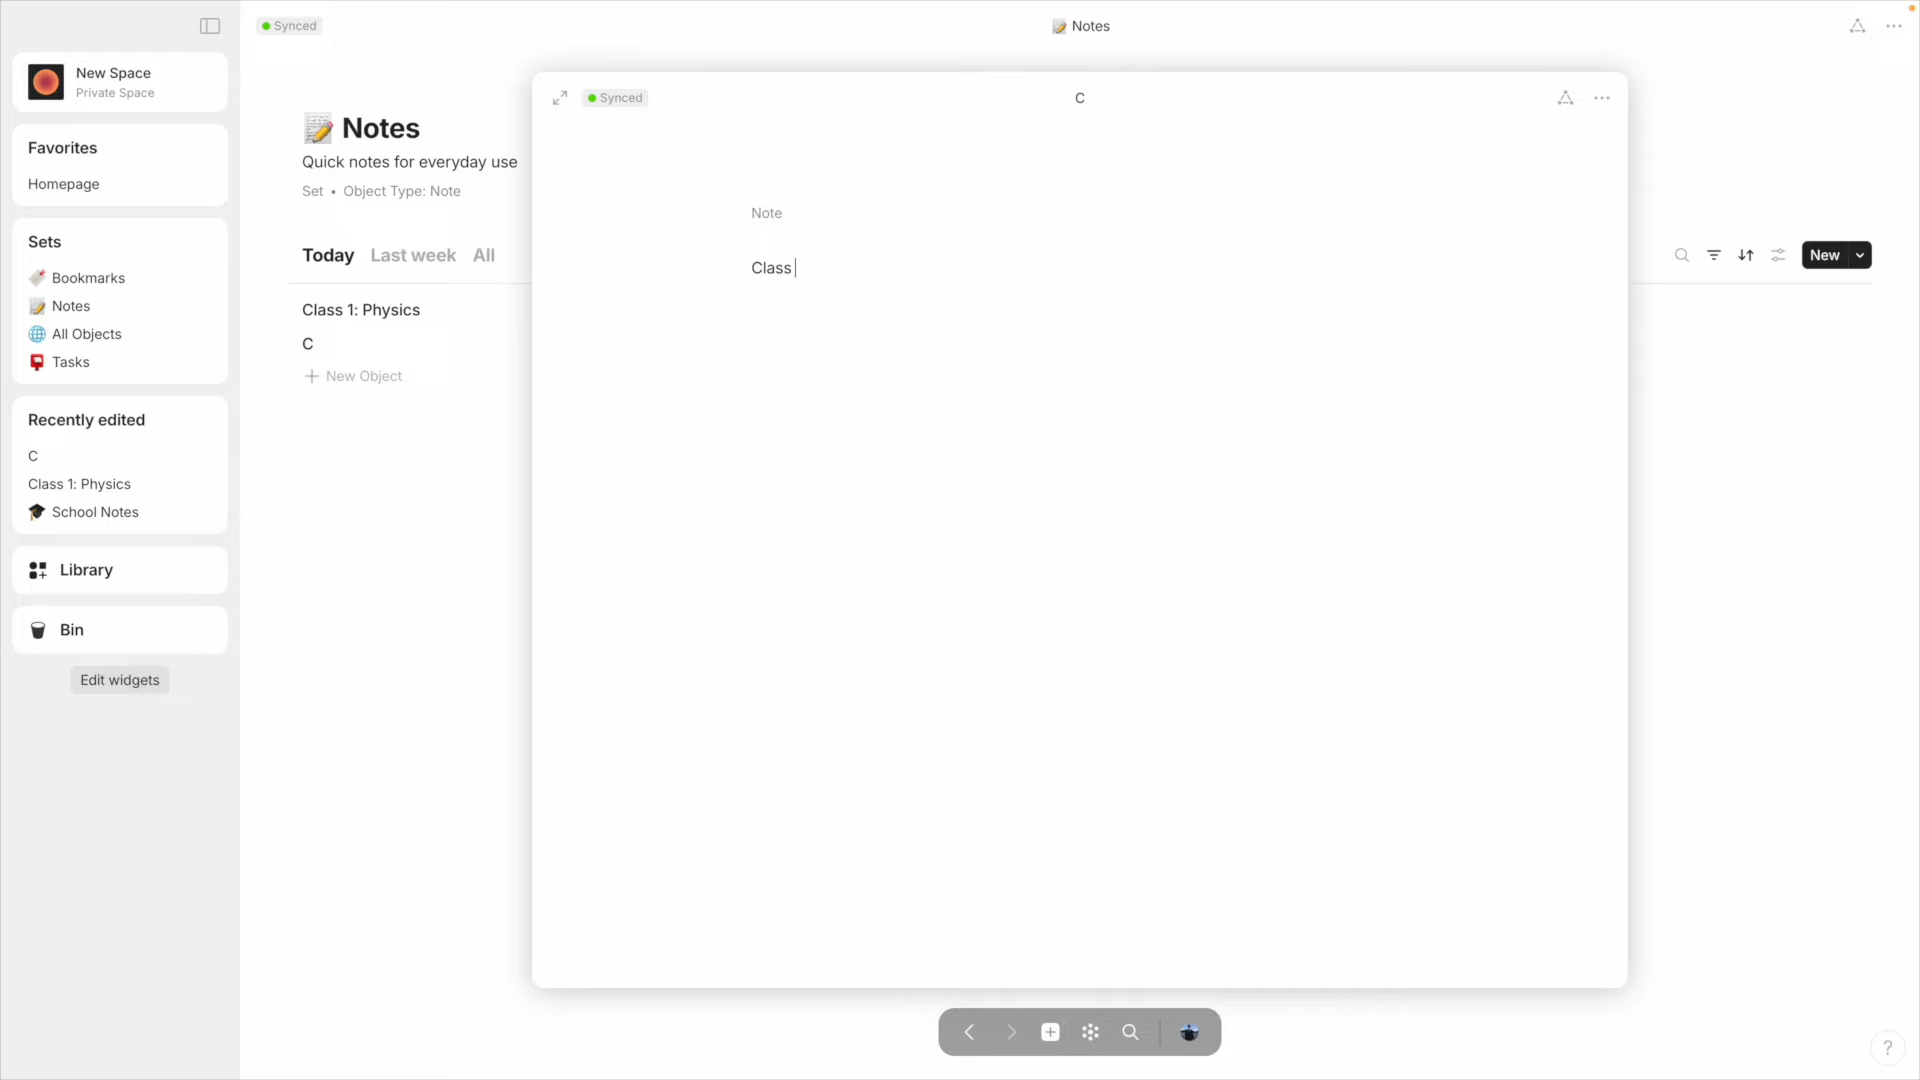 New Space
Private Space
Favorites
Homepage
Sets
Bookmarks
Notes
All Objects
Tasks
Recently edited
C
Class 1: Physics
School Notes
Library
Bin
Edit widgets
Synced
Notes
Notes
Quick notes for everyday use
Set • Object Type: Note
Today Last week All
New
Class 1: Physics
C
+ New Object
Synced
C
Note
Class
?